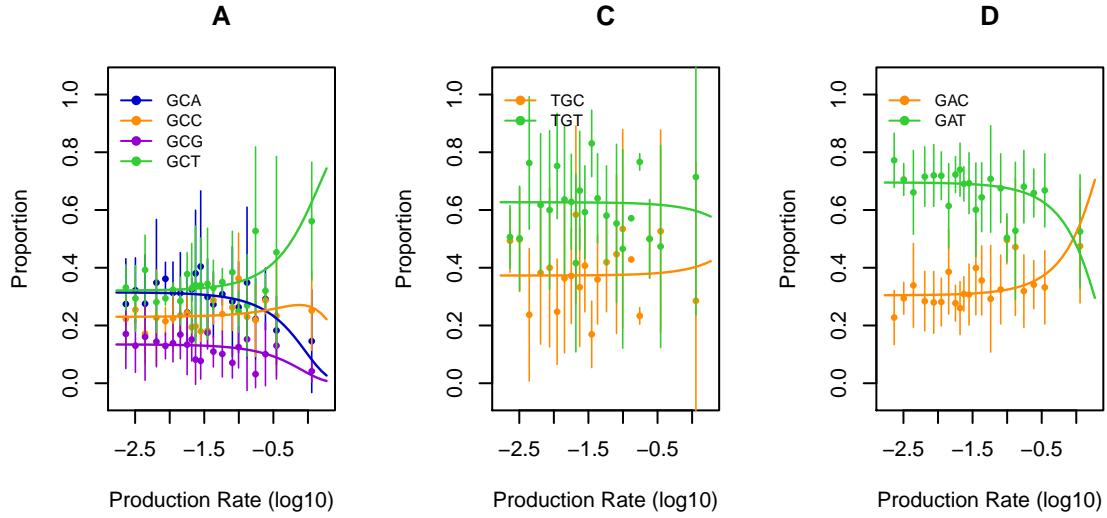 A
Proportion
0.0 0.2 0.4 0.6 0.8 1.0
GCA
GCC
GCG
GCT
−2.5 −1.5 −0.5
Production Rate (log10)
C
Proportion
0.0 0.2 0.4 0.6 0.8 1.0
TGC
TGT
−2.5 −1.5 −0.5
Production Rate (log10)
D
Proportion
0.0 0.2 0.4 0.6 0.8 1.0
GAC
GAT
−2.5 −1.5 −0.5
Production Rate (log10)